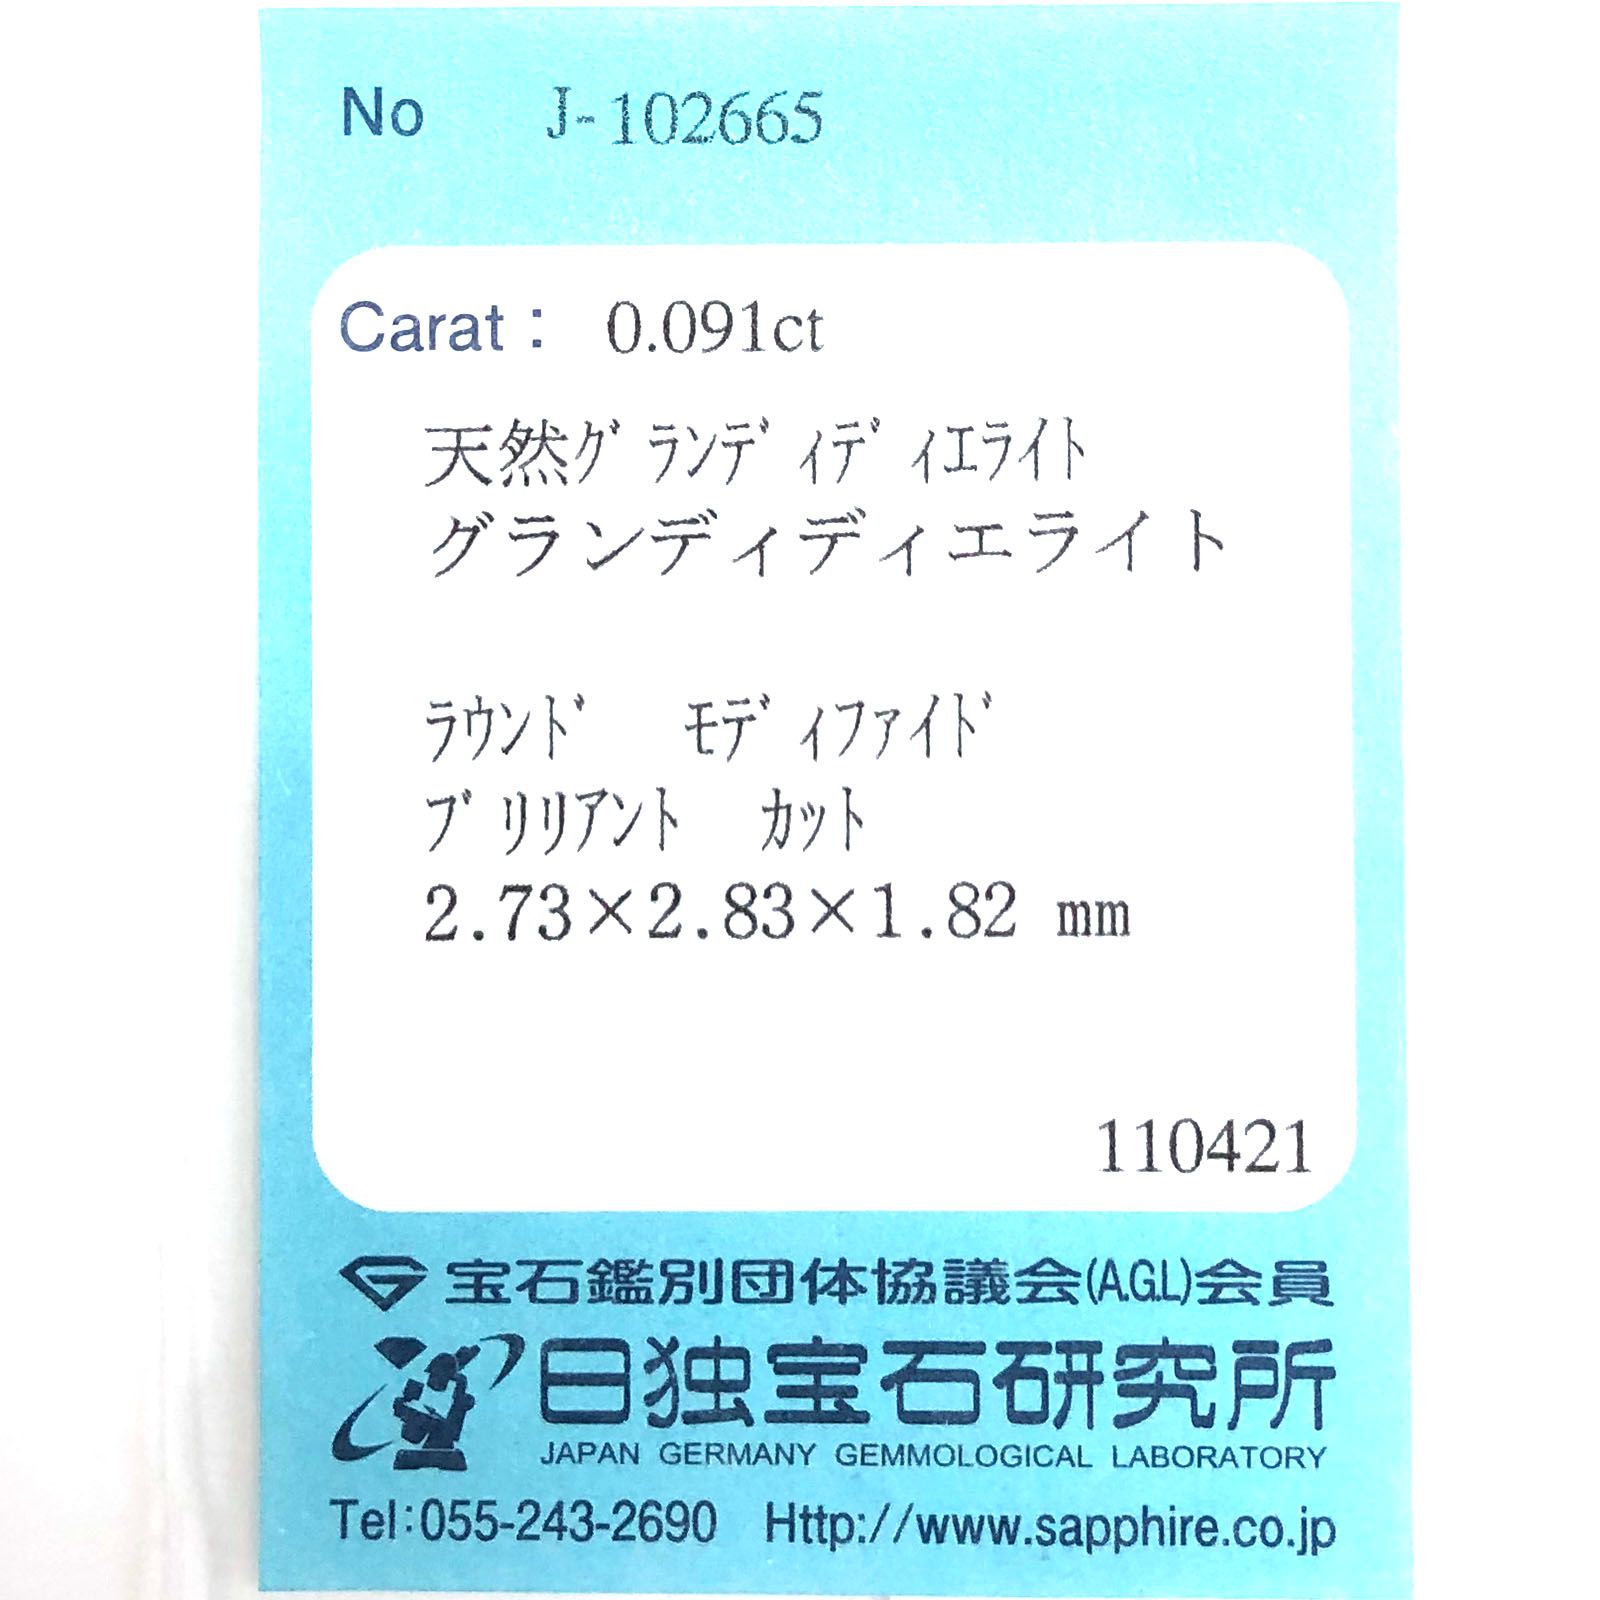 No J-102665
Carat： 0.091ct
天然ｸﾞﾗﾝﾃﾞｨﾃﾞｨｴﾗｲﾄ
グランディディエライト
ﾗｳﾝﾄﾞ ﾓﾃﾞｨﾌｧｲﾄﾞ
ﾌﾞﾘﾘｱﾝﾄ ｶｯﾄ
2.73×2.83×1.82 mm
110421
宝石鑑別団体協議会(A.G.L)会員
日独宝石研究所
JAPAN GERMANY GEMMOLOGICAL LABORATORY
Tel:055-243-2690 Http://www.sapphire.co.jp